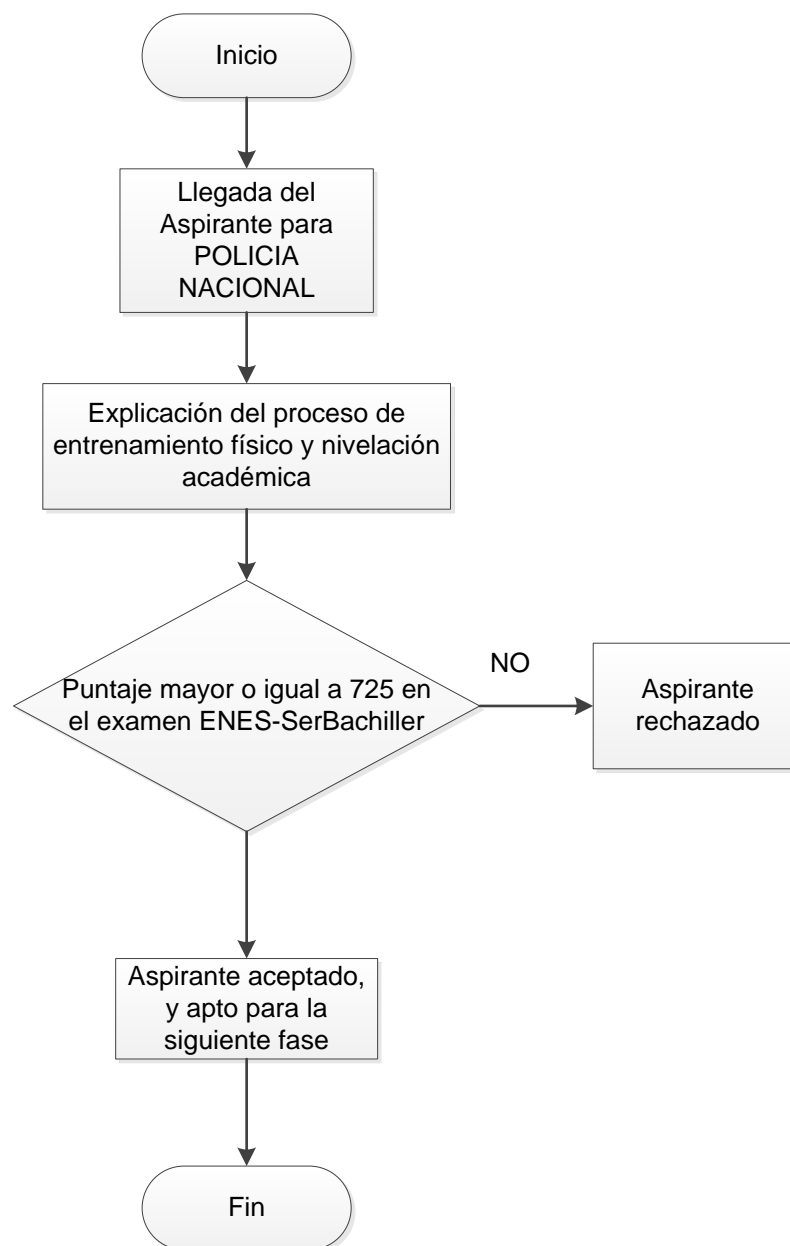 Inicio
Llegada del
Aspirante para
POLICIA
NACIONAL
Explicación del proceso de
entrenamiento físico y nivelación
académica
Puntaje mayor o igual a 725 en
el examen ENES-SerBachiller
NO
Aspirante
rechazado
Aspirante aceptado,
y apto para la
siguiente fase
Fin